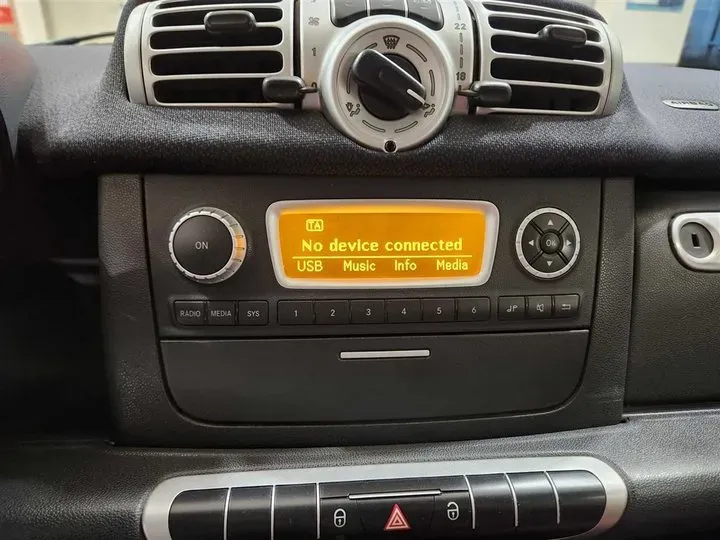 22
18
1
AIRBAG
ON
TA
No device connected
USB Music Info Media
Ok
RADIO MEDIA SYS 1 2 3 4 5 6